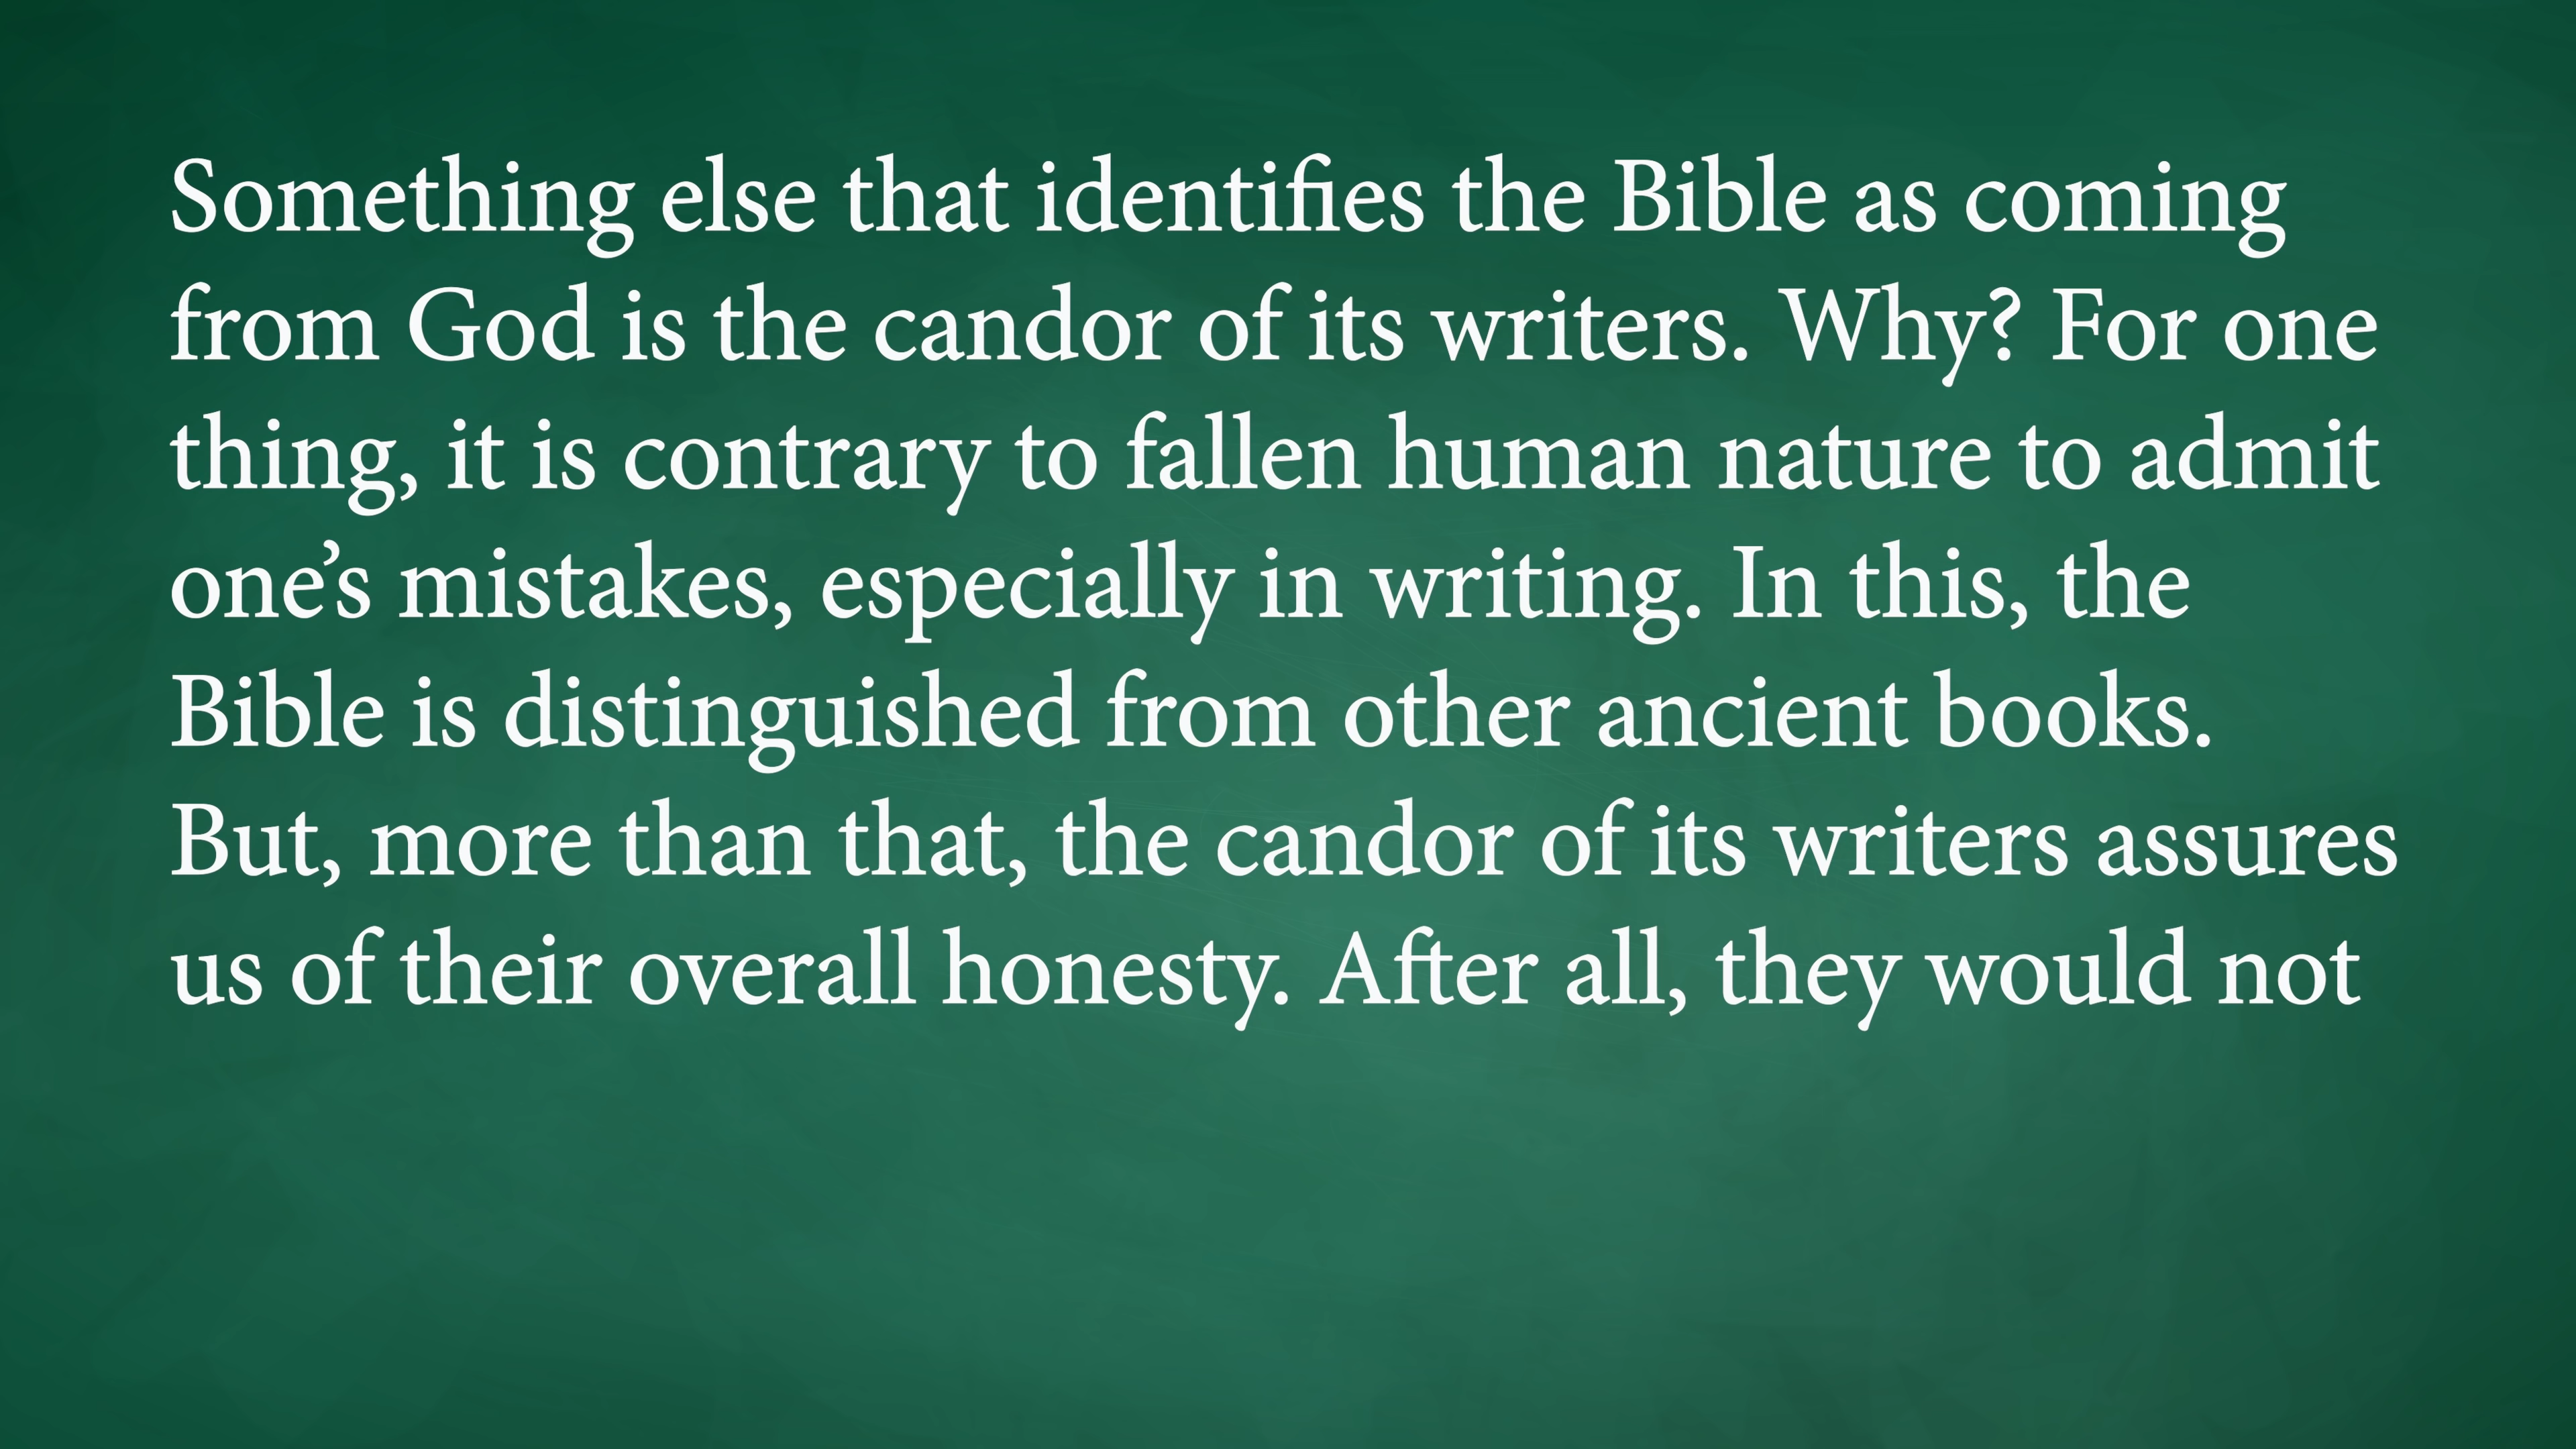 Something else that identifies the Bible as coming
from God is the candor of its writers. Why? For one
thing, it is contrary to fallen human nature to admit
one’s mistakes, especially in writing. In this, the
Bible is distinguished from other ancient books.
But, more than that, the candor of its writers assures
us of their overall honesty. After all, they would not